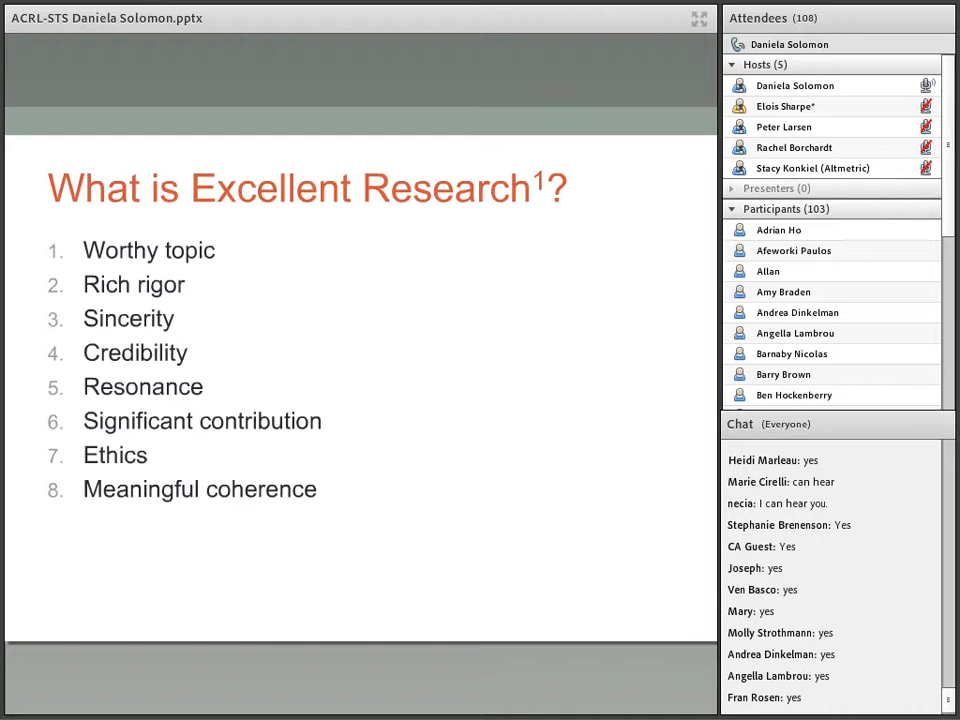 ACRL-STS Daniela Solomon.pptx
What is Excellent Research¹?
1. Worthy topic
2. Rich rigor
3. Sincerity
4. Credibility
5. Resonance
6. Significant contribution
7. Ethics
8. Meaningful coherence
Attendees (108)
Daniela Solomon
Hosts (5)
Daniela Solomon
Elois Sharpe*
Peter Larsen
Rachel Borchardt
Stacy Konkiel (Altmetric)
Presenters (0)
Participants (103)
Adrian Ho
Afeworki Paulos
Allan
Amy Braden
Andrea Dinkelman
Angella Lambrou
Barnaby Nicolas
Barry Brown
Ben Hockenberry
Chat (Everyone)
Heidi Marleau: yes
Marie Cirelli: can hear
necia: I can hear you.
Stephanie Brenenson: Yes
CA Guest: Yes
Joseph: yes
Ven Basco: yes
Mary: yes
Molly Strothmann: yes
Andrea Dinkelman: yes
Angella Lambrou: yes
Fran Rosen: yes